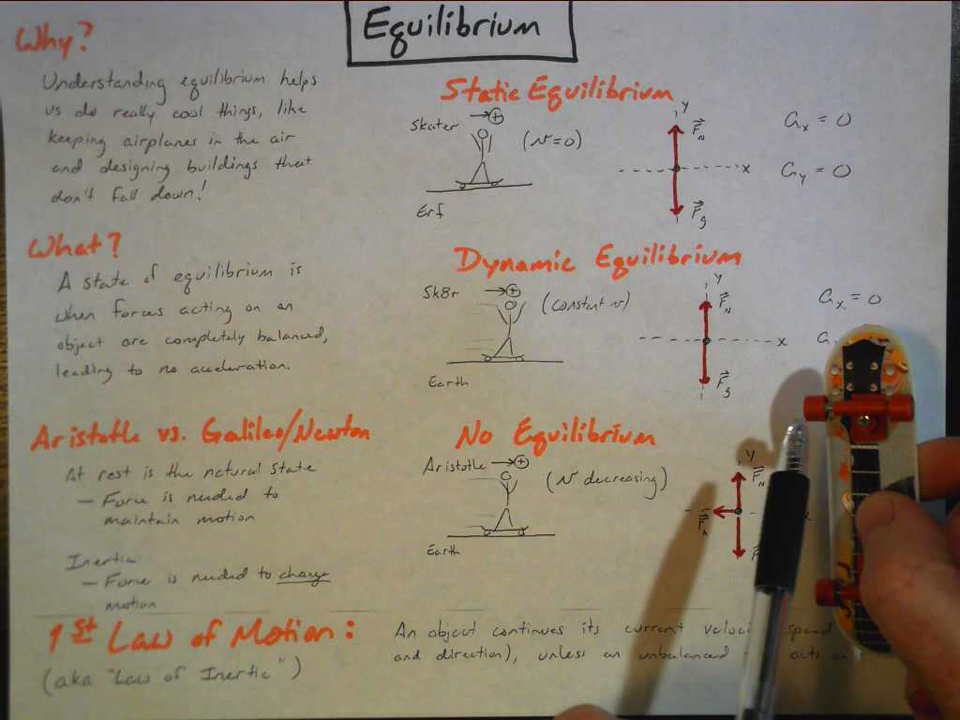 Equilibrium
Why?
Understanding equilibrium helps
us do really cool things, like
keeping airplanes in the air
and designing buildings that
don't fall down!
What?
A state of equilibrium is
when forces acting on an
object are completely balanced,
leading to no acceleration.
Aristotle vs. Galileo/Newton
At rest is the natural state
- Force is needed to
maintain motion
Inertia
- Force is needed to change
motion
Static Equilibrium
Skater
+
(v=0)
Erf
y
F_N
x
F_g
a_x = 0
a_y = 0
Dynamic Equilibrium
Sk8r
+
(constant v)
Earth
y
F_N
x
F_g
a_x = 0
a
No Equilibrium
Aristotle
+
(v decreasing)
Earth
y
F_N
F
1st Law of Motion:
(aka "Law of Inertia")
An object continues its current veloci speed
and direction), unless an unbalanced acts